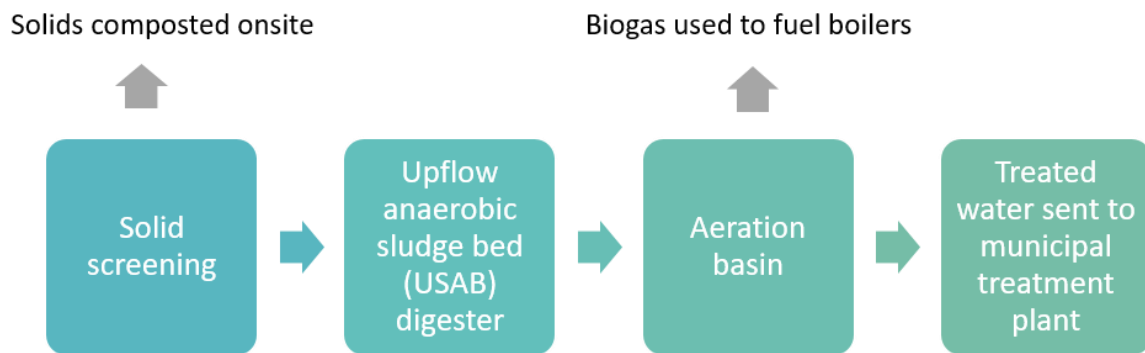 Solids composted onsite
Biogas used to fuel boilers
Solid
screening
Upflow
anaerobic
sludge bed
(USAB)
digester
Aeration
basin
Treated
water sent to
municipal
treatment
plant